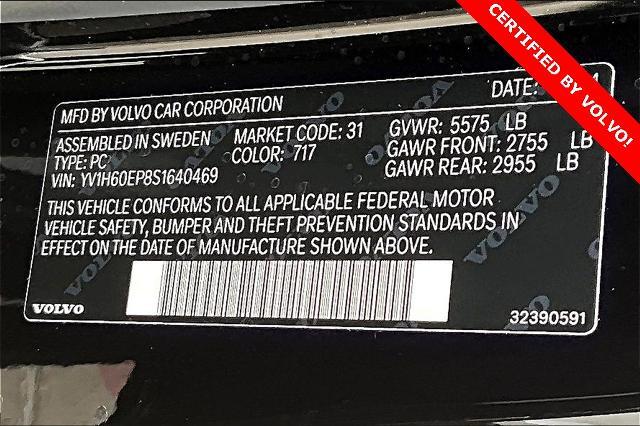 CERTIFIED BY VOLVO!
MFD BY VOLVO CAR CORPORATION
DATE:
ASSEMBLED IN SWEDEN
TYPE: PC
VIN: YV1H60EP8S1640469
MARKET CODE: 31
COLOR: 717
GVWR: 5575 LB
GAWR FRONT: 2755 LB
GAWR REAR: 2955 LB
THIS VEHICLE CONFORMS TO ALL APPLICABLE FEDERAL MOTOR
VEHICLE SAFETY, BUMPER AND THEFT PREVENTION STANDARDS IN
EFFECT ON THE DATE OF MANUFACTURE SHOWN ABOVE.
VOLVO
32390591